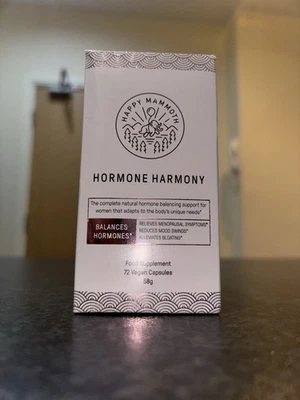 HAPPY MAMMOTH
HORMONE HARMONY
The complete natural hormone balancing support for
women that adapts to the body's unique needs*
BALANCES
HORMONES*
RELIEVES MENOPAUSAL SYMPTOMS*
REDUCES MOOD SWINGS*
ALLEVIATES BLOATING*
Food Supplement
72 Vegan Capsules
58g